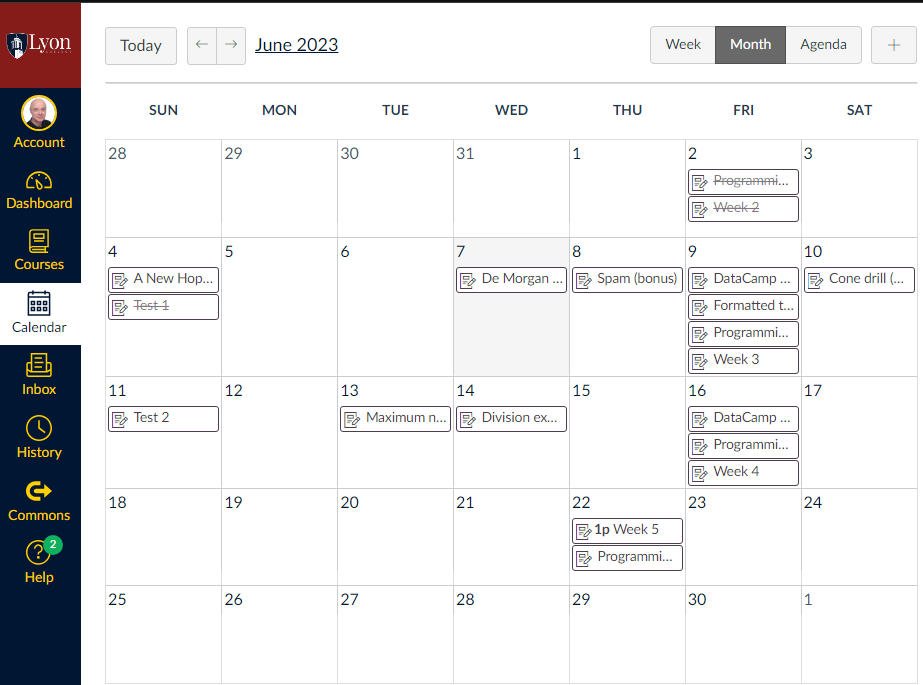 Lyon
Today ← → June 2023 Week Month Agenda +
Account
Dashboard
Courses
Calendar
Inbox
History
Commons
2
Help
SUN MON TUE WED THU FRI SAT
28 29 30 31 1 2 3
Programmi...
Week 2
4 5 6 7 8 9 10
A New Hop... De Morgan ... Spam (bonus) DataCamp ... Cone drill (...
Test 1 Formatted t...
Programmi...
Week 3
11 12 13 14 15 16 17
Test 2 Maximum n... Division ex... DataCamp ...
Programmi...
Week 4
18 19 20 21 22 23 24
1p Week 5
Programmi...
25 26 27 28 29 30 1